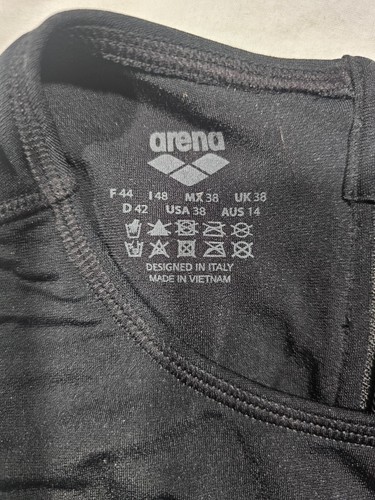 arena
F 44 I 48 MX 38 UK 38
D 42 USA 38 AUS 14
DESIGNED IN ITALY
MADE IN VIETNAM